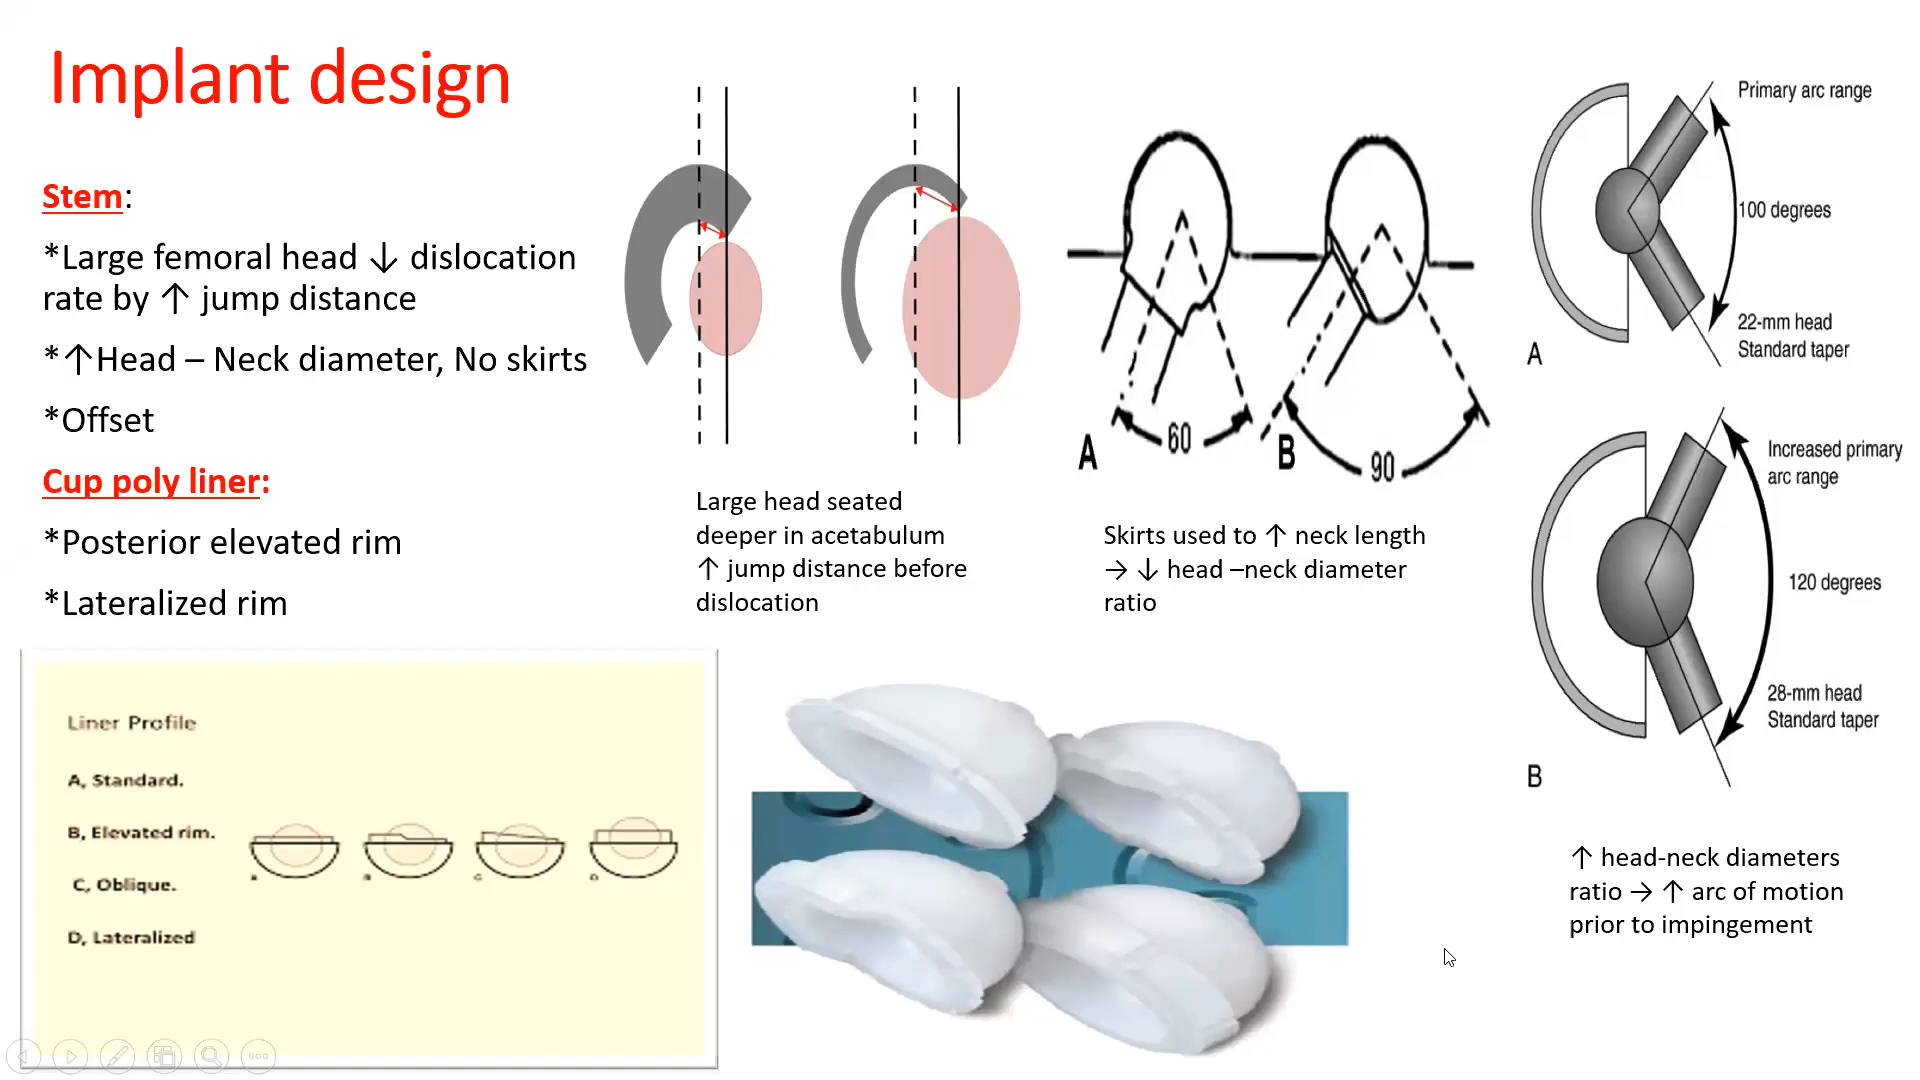 Implant design
Stem:
*Large femoral head ↓ dislocation
rate by ↑ jump distance
*↑Head – Neck diameter, No skirts
*Offset
Cup poly liner:
*Posterior elevated rim
*Lateralized rim
Large head seated
deeper in acetabulum
↑ jump distance before
dislocation
A
60
B
90
Skirts used to ↑ neck length
→ ↓ head –neck diameter
ratio
Primary arc range
100 degrees
22-mm head
Standard taper
A
Increased primary
arc range
120 degrees
28-mm head
Standard taper
B
↑ head-neck diameters
ratio → ↑ arc of motion
prior to impingement
Liner Profile
A, Standard.
B, Elevated rim.
C, Oblique.
D, Lateralized
A
B
C
D